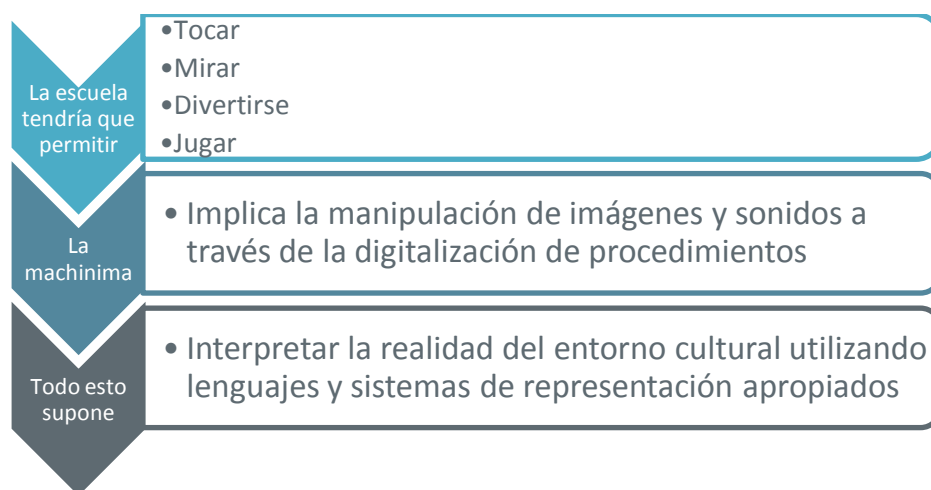 La escuela
tendría que
permitir
•Tocar
•Mirar
•Divertirse
•Jugar
La
machinima
• Implica la manipulación de imágenes y sonidos a
través de la digitalización de procedimientos
Todo esto
supone
• Interpretar la realidad del entorno cultural utilizando
lenguajes y sistemas de representación apropiados